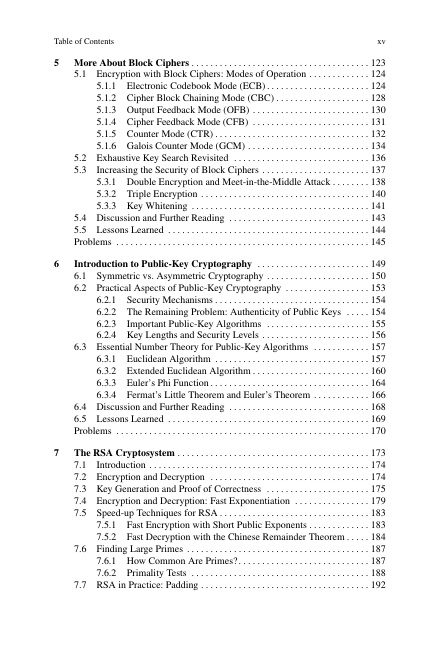 Table of Contents xv
5 More About Block Ciphers . . . . . . . . . . . . . . . . . . . . . . . . . . . . . . . . . . . . . . . 123
5.1 Encryption with Block Ciphers: Modes of Operation . . . . . . . . . . . . 124
5.1.1 Electronic Codebook Mode (ECB) . . . . . . . . . . . . . . . . . . . . . 124
5.1.2 Cipher Block Chaining Mode (CBC) . . . . . . . . . . . . . . . . . . . 128
5.1.3 Output Feedback Mode (OFB) . . . . . . . . . . . . . . . . . . . . . . . . 130
5.1.4 Cipher Feedback Mode (CFB) . . . . . . . . . . . . . . . . . . . . . . . . 131
5.1.5 Counter Mode (CTR) . . . . . . . . . . . . . . . . . . . . . . . . . . . . . . . 132
5.1.6 Galois Counter Mode (GCM) . . . . . . . . . . . . . . . . . . . . . . . . . 134
5.2 Exhaustive Key Search Revisited . . . . . . . . . . . . . . . . . . . . . . . . . . . . 136
5.3 Increasing the Security of Block Ciphers . . . . . . . . . . . . . . . . . . . . . . 137
5.3.1 Double Encryption and Meet-in-the-Middle Attack . . . . . . . 138
5.3.2 Triple Encryption . . . . . . . . . . . . . . . . . . . . . . . . . . . . . . . . . . 140
5.3.3 Key Whitening . . . . . . . . . . . . . . . . . . . . . . . . . . . . . . . . . . . . 141
5.4 Discussion and Further Reading . . . . . . . . . . . . . . . . . . . . . . . . . . . . . 143
5.5 Lessons Learned . . . . . . . . . . . . . . . . . . . . . . . . . . . . . . . . . . . . . . . . . 144
Problems . . . . . . . . . . . . . . . . . . . . . . . . . . . . . . . . . . . . . . . . . . . . . . . . . . . 145
6 Introduction to Public-Key Cryptography . . . . . . . . . . . . . . . . . . . . . . . 149
6.1 Symmetric vs. Asymmetric Cryptography . . . . . . . . . . . . . . . . . . . . . 150
6.2 Practical Aspects of Public-Key Cryptography . . . . . . . . . . . . . . . . . 153
6.2.1 Security Mechanisms . . . . . . . . . . . . . . . . . . . . . . . . . . . . . . . 154
6.2.2 The Remaining Problem: Authenticity of Public Keys . . . . . 154
6.2.3 Important Public-Key Algorithms . . . . . . . . . . . . . . . . . . . . . 155
6.2.4 Key Lengths and Security Levels . . . . . . . . . . . . . . . . . . . . . . 156
6.3 Essential Number Theory for Public-Key Algorithms . . . . . . . . . . . . 157
6.3.1 Euclidean Algorithm . . . . . . . . . . . . . . . . . . . . . . . . . . . . . . . 157
6.3.2 Extended Euclidean Algorithm . . . . . . . . . . . . . . . . . . . . . . . . 160
6.3.3 Euler's Phi Function . . . . . . . . . . . . . . . . . . . . . . . . . . . . . . . . 164
6.3.4 Fermat's Little Theorem and Euler's Theorem . . . . . . . . . . . 166
6.4 Discussion and Further Reading . . . . . . . . . . . . . . . . . . . . . . . . . . . . . 168
6.5 Lessons Learned . . . . . . . . . . . . . . . . . . . . . . . . . . . . . . . . . . . . . . . . . 169
Problems . . . . . . . . . . . . . . . . . . . . . . . . . . . . . . . . . . . . . . . . . . . . . . . . . . . 170
7 The RSA Cryptosystem . . . . . . . . . . . . . . . . . . . . . . . . . . . . . . . . . . . . . . . 173
7.1 Introduction . . . . . . . . . . . . . . . . . . . . . . . . . . . . . . . . . . . . . . . . . . . . . 174
7.2 Encryption and Decryption . . . . . . . . . . . . . . . . . . . . . . . . . . . . . . . . . 174
7.3 Key Generation and Proof of Correctness . . . . . . . . . . . . . . . . . . . . . 175
7.4 Encryption and Decryption: Fast Exponentiation . . . . . . . . . . . . . . . 179
7.5 Speed-up Techniques for RSA . . . . . . . . . . . . . . . . . . . . . . . . . . . . . . . 183
7.5.1 Fast Encryption with Short Public Exponents . . . . . . . . . . . . 183
7.5.2 Fast Decryption with the Chinese Remainder Theorem . . . . . 184
7.6 Finding Large Primes . . . . . . . . . . . . . . . . . . . . . . . . . . . . . . . . . . . . . 187
7.6.1 How Common Are Primes? . . . . . . . . . . . . . . . . . . . . . . . . . . . 187
7.6.2 Primality Tests . . . . . . . . . . . . . . . . . . . . . . . . . . . . . . . . . . . . 188
7.7 RSA in Practice: Padding . . . . . . . . . . . . . . . . . . . . . . . . . . . . . . . . . . 192